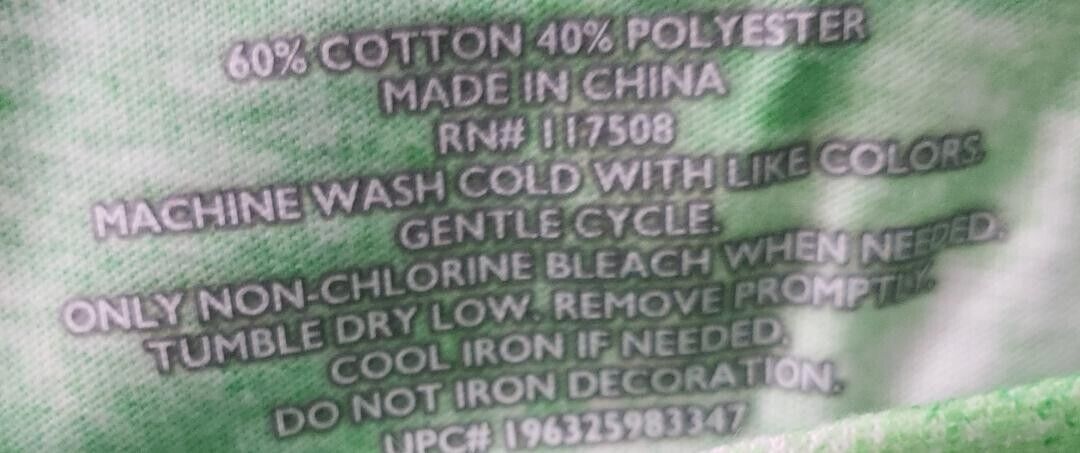 60% COTTON 40% POLYESTER
MADE IN CHINA
RN# 117508
MACHINE WASH COLD WITH LIKE COLORS.
GENTLE CYCLE.
ONLY NON-CHLORINE BLEACH WHEN NEEDED.
TUMBLE DRY LOW. REMOVE PROMPTLY.
COOL IRON IF NEEDED.
DO NOT IRON DECORATION.
UPC# 196325983347